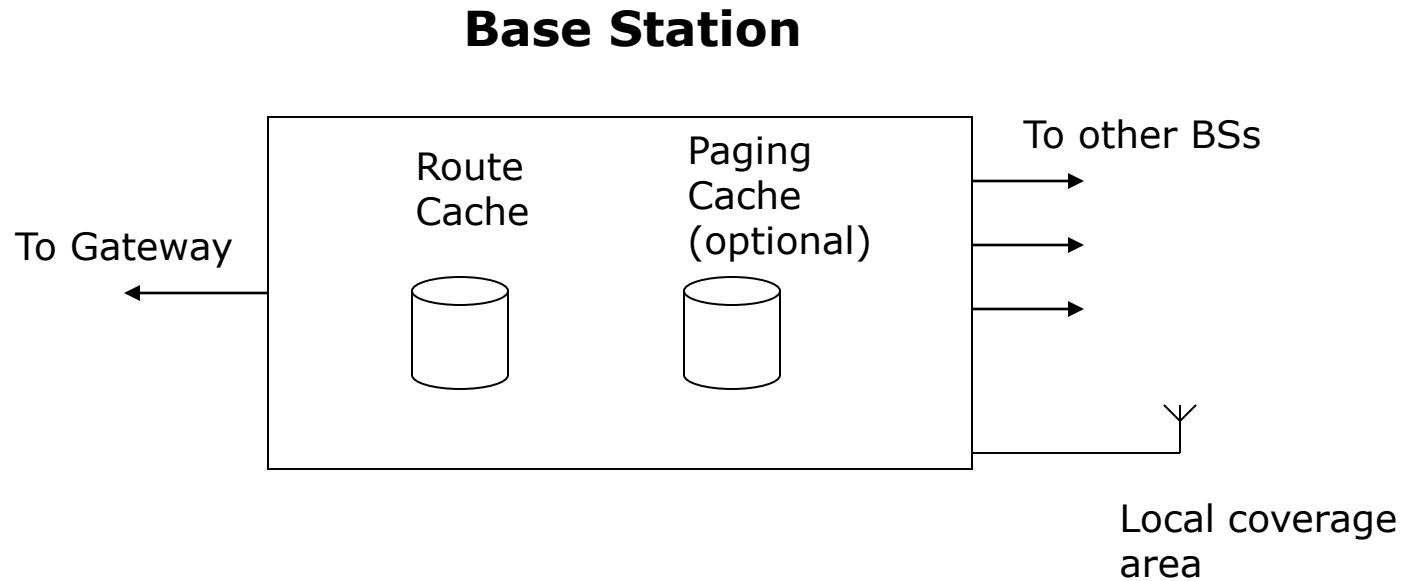 Base Station
To other BSs
Route
Cache
Paging
Cache
(optional)
To Gateway
Local coverage
area